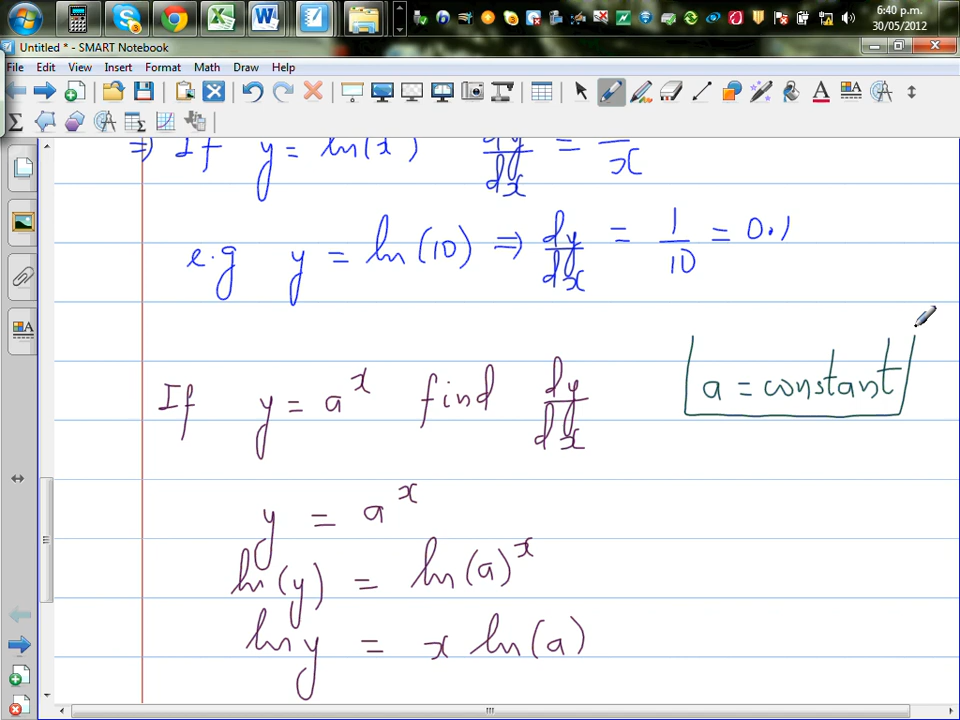 6:40 p.m.
30/05/2012
Untitled * - SMART Notebook
File Edit View Insert Format Math Draw Help
⇒ If y = ln(x) dy/dx = /x
e.g y = ln(10) ⇒ dy/dx = 1/10 = 0.1
a = constant
If y = a^x find dy/dx
y = a^x
ln(y) = ln(a)^x
ln y = x ln(a)